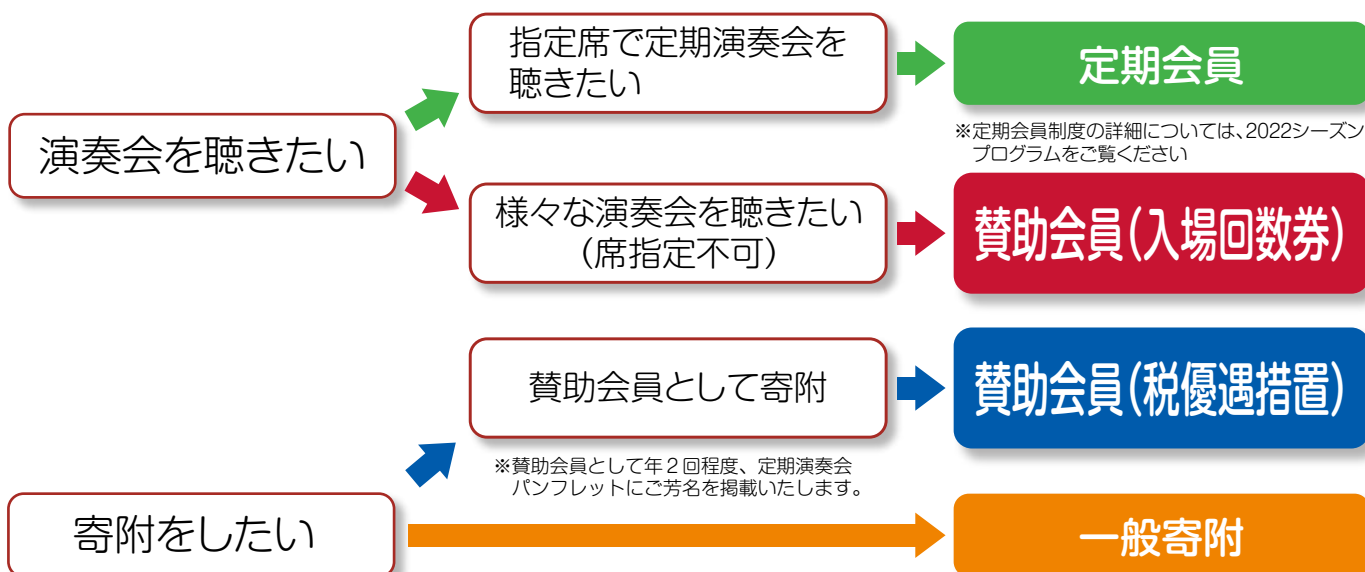 演奏会を聴きたい
指定席で定期演奏会を
聴きたい
定期会員
※定期会員制度の詳細については、2022シーズン
プログラムをご覧ください
様々な演奏会を聴きたい
(席指定不可)
賛助会員(入場回数券)
寄附をしたい
賛助会員として寄附
※賛助会員として年2回程度、定期演奏会
パンフレットにご芳名を掲載いたします。
賛助会員(税優遇措置)
一般寄附